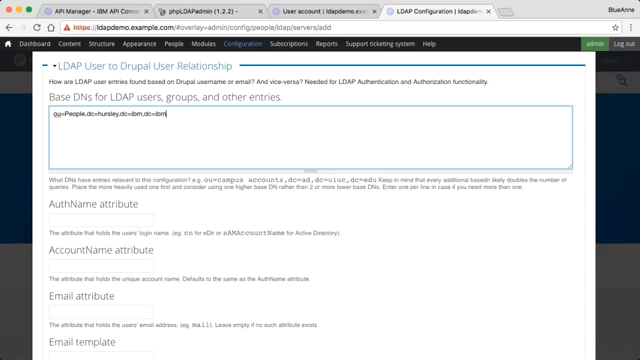 API Manager - IBM API Conne
phpLDAPadmin (1.2.2) -
User account | ldapdemo.exam
LDAP Configuration | ldapdem
BlueAnne
https://ldapdemo.example.com/#overlay=admin/config/people/ldap/servers/add
Dashboard Content Structure Appearance People Modules Configuration Subscriptions Reports Support ticketing system Help
admin Log out
LDAP User to Drupal User Relationship
How are LDAP user entries found based on Drupal username or email? And vice-versa? Needed for LDAP Authentication and Authorization functionality.
Base DNs for LDAP users, groups, and other entries.
ou=People,dc=hursley,dc=ibm,dc=ibm
What DNs have entries relavant to this configuration? e.g. ou=campus accounts,dc=ad,dc=uiuc,dc=edu Keep in mind that every additional basedn likely doubles the number of
queries. Place the more heavily used one first and consider using one higher base DN rather than 2 or more lower base DNs. Enter one per line in case if you need more than one.
AuthName attribute
The attribute that holds the users' login name. (eg. cn for eDir or sAMAccountName for Active Directory).
AccountName attribute
The attribute that holds the unique account name. Defaults to the same as the AuthName attribute.
Email attribute
The attribute that holds the users' email address. (eg. mail). Leave empty if no such attribute exists
Email template